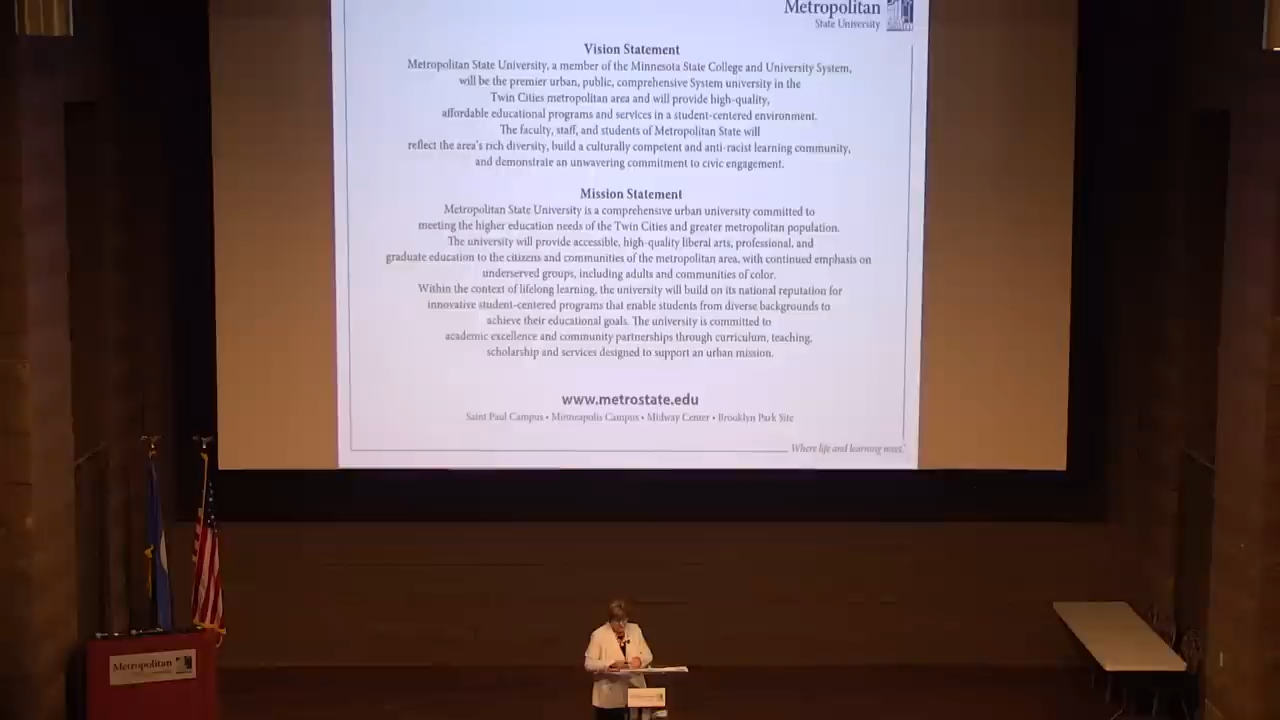 Metropolitan
State University
Vision Statement
Metropolitan State University, a member of the Minnesota State College and University System,
will be the premier urban, public, comprehensive System university in the
Twin Cities metropolitan area and will provide high-quality,
affordable educational programs and services in a student-centered environment.
The faculty, staff, and students of Metropolitan State will
reflect the area's rich diversity, build a culturally competent and anti-racist learning community,
and demonstrate an unwavering commitment to civic engagement.
Mission Statement
Metropolitan State University is a comprehensive urban university committed to
meeting the higher education needs of the Twin Cities and greater metropolitan population.
The university will provide accessible, high-quality liberal arts, professional, and
graduate education to the citizens and communities of the metropolitan area, with continued emphasis on
underserved groups, including adults and communities of color.
Within the context of lifelong learning, the university will build on its national reputation for
innovative student-centered programs that enable students from diverse backgrounds to
achieve their educational goals. The university is committed to
academic excellence and community partnerships through curriculum, teaching,
scholarship and services designed to support an urban mission.
www.metrostate.edu
Saint Paul Campus • Minneapolis Campus • Midway Center • Brooklyn Park Site
Where life and learning meet.
Metropolitan